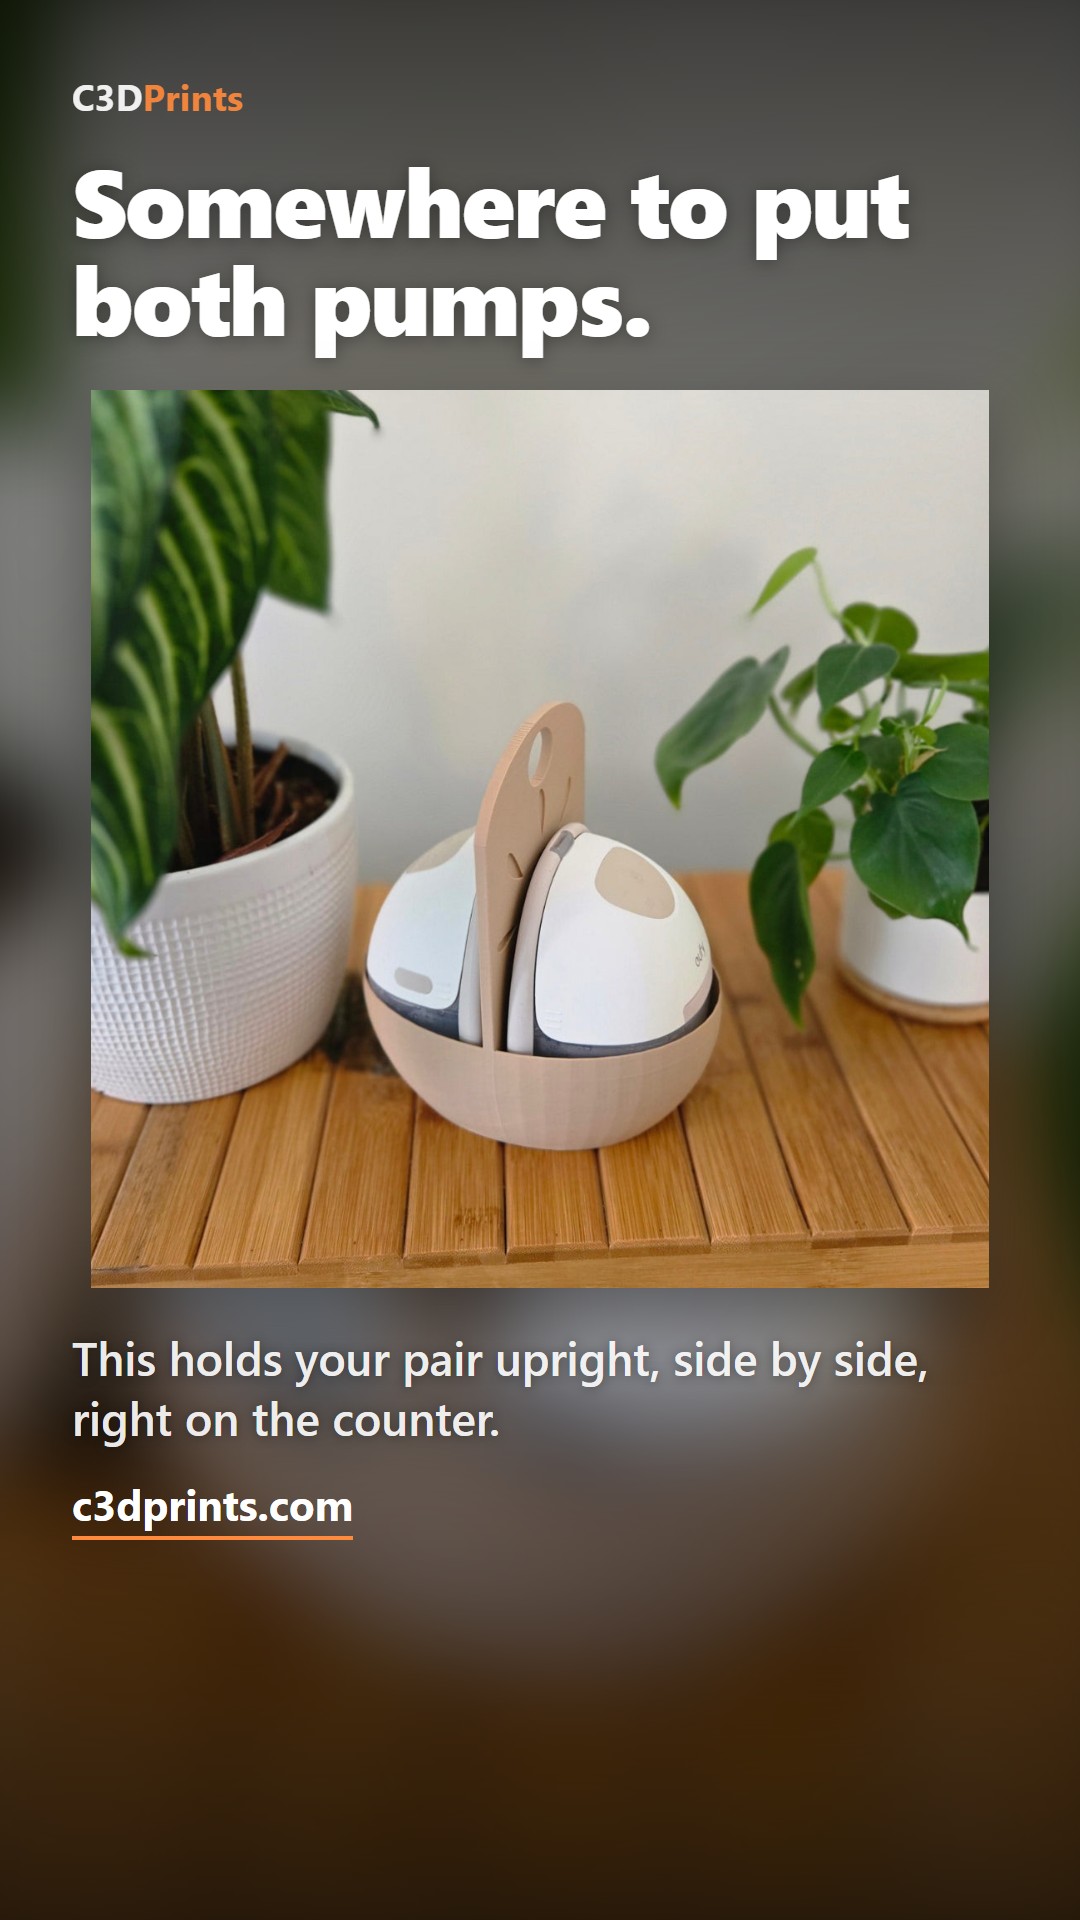 C3DPrints
Somewhere to put
both pumps.
This holds your pair upright, side by side,
right on the counter.
c3dprints.com